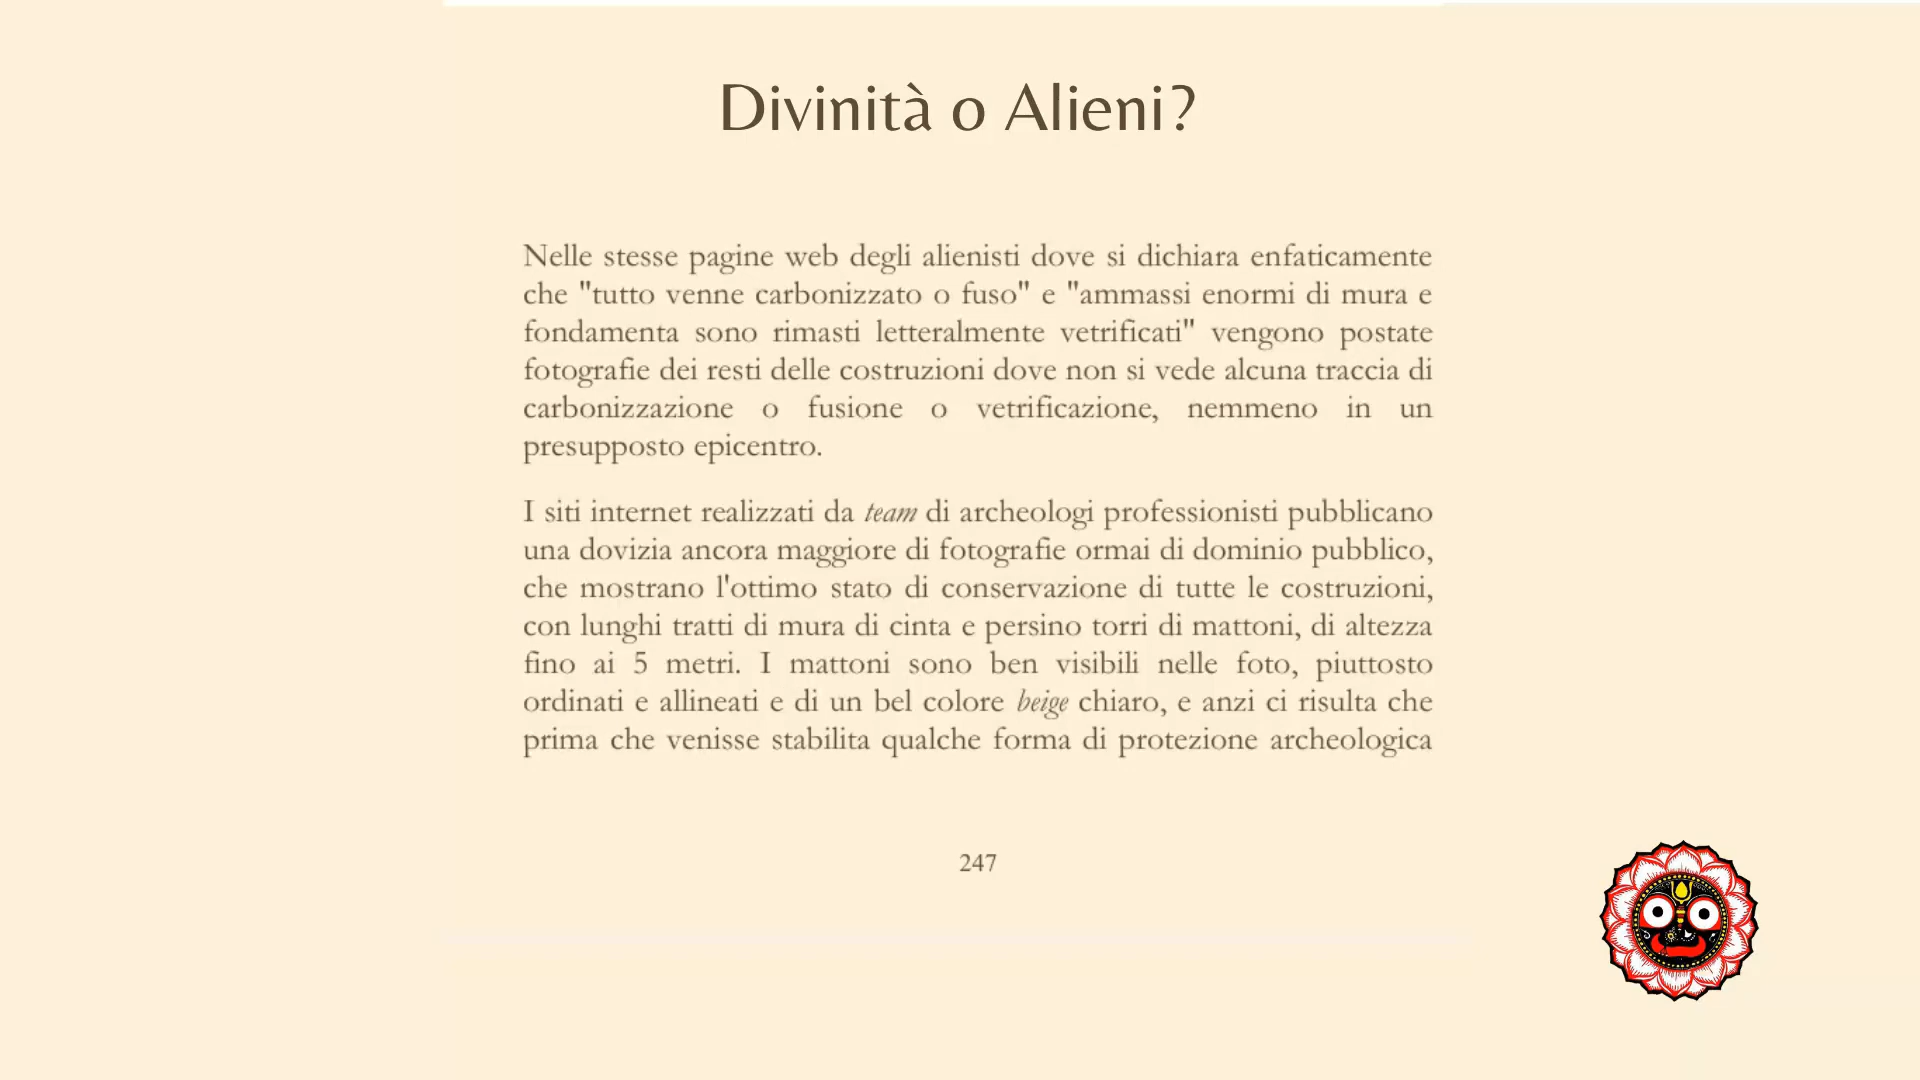 Divinità o Alieni?
Nelle stesse pagine web degli alienisti dove si dichiara enfaticamente
che "tutto venne carbonizzato o fuso" e "ammassi enormi di mura e
fondamenta sono rimasti letteralmente vetrificati" vengono postate
fotografie dei resti delle costruzioni dove non si vede alcuna traccia di
carbonizzazione o fusione o vetrificazione, nemmeno in un
presupposto epicentro.
I siti internet realizzati da team di archeologi professionisti pubblicano
una dovizia ancora maggiore di fotografie ormai di dominio pubblico,
che mostrano l'ottimo stato di conservazione di tutte le costruzioni,
con lunghi tratti di mura di cinta e persino torri di mattoni, di altezza
fino ai 5 metri. I mattoni sono ben visibili nelle foto, piuttosto
ordinati e allineati e di un bel colore beige chiaro, e anzi ci risulta che
prima che venisse stabilita qualche forma di protezione archeologica
247